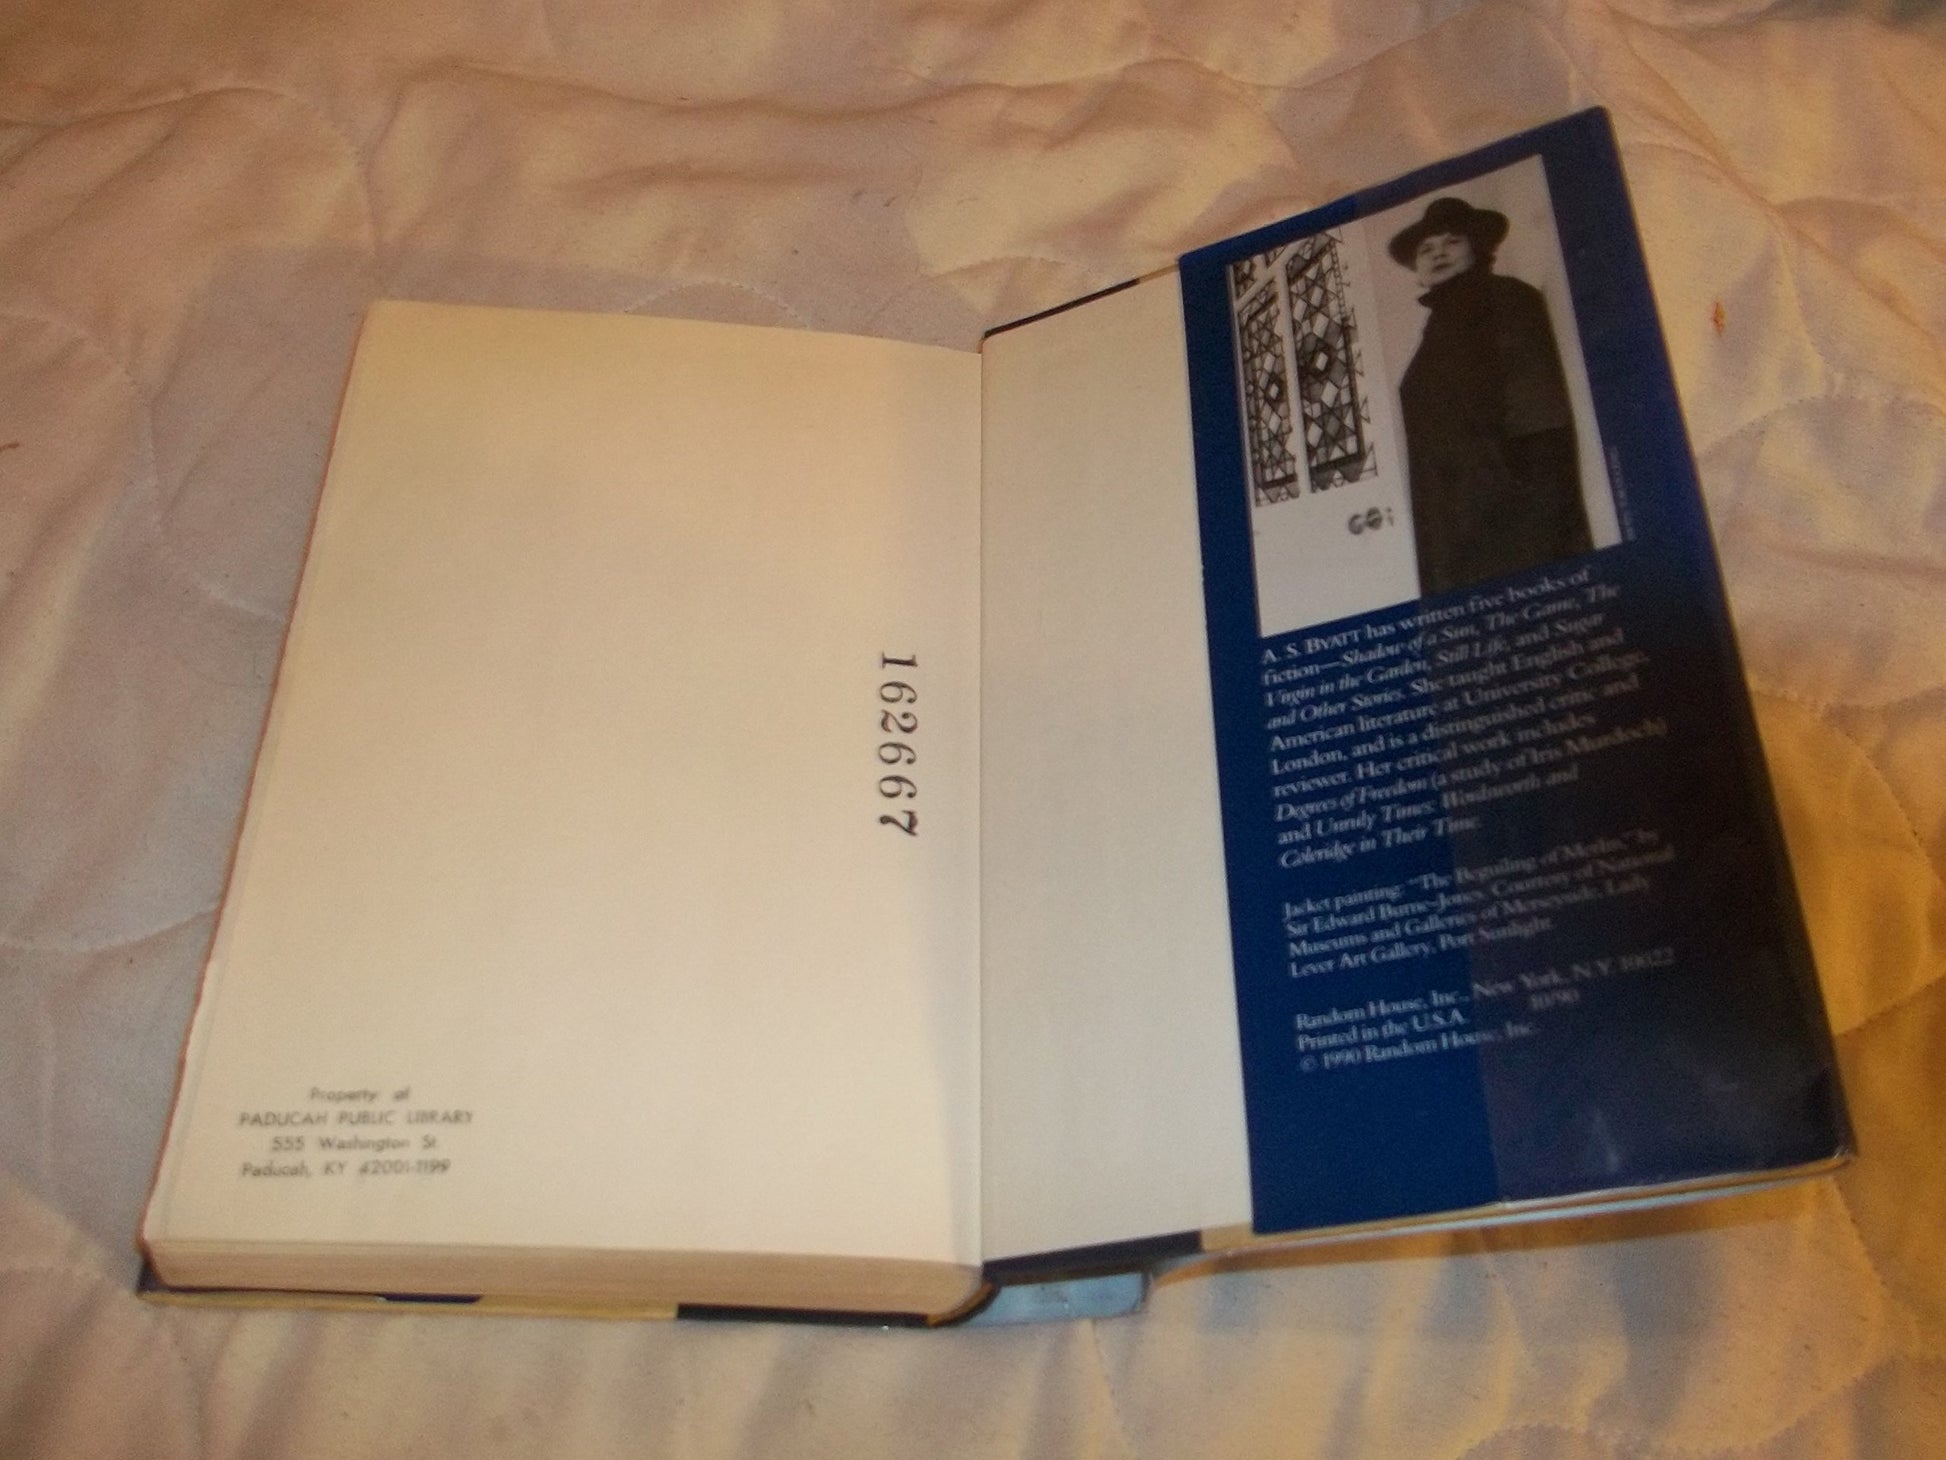 162667
Property of
PADUCAH PUBLIC LIBRARY
555 Washington St.
Paducah, KY 42001-1199
A. S. BYATT has written five books of
fiction—Shadow of a Sun, The Game, The
Virgin in the Garden, Still Life, and Sugar
and Other Stories. She taught English and
American literature at University College,
London, and is a distinguished critic and
reviewer. Her critical work includes
Degrees of Freedom (a study of Iris Murdoch)
and Unruly Times: Wordsworth and
Coleridge in Their Time.
Jacket painting: "The Beguiling of Merlin," by
Sir Edward Burne-Jones. Courtesy of National
Museums and Galleries of Merseyside, Lady
Lever Art Gallery, Port Sunlight.
Random House, Inc., New York, N.Y. 10022
Printed in the U.S.A. 10/90
© 1990 Random House, Inc.